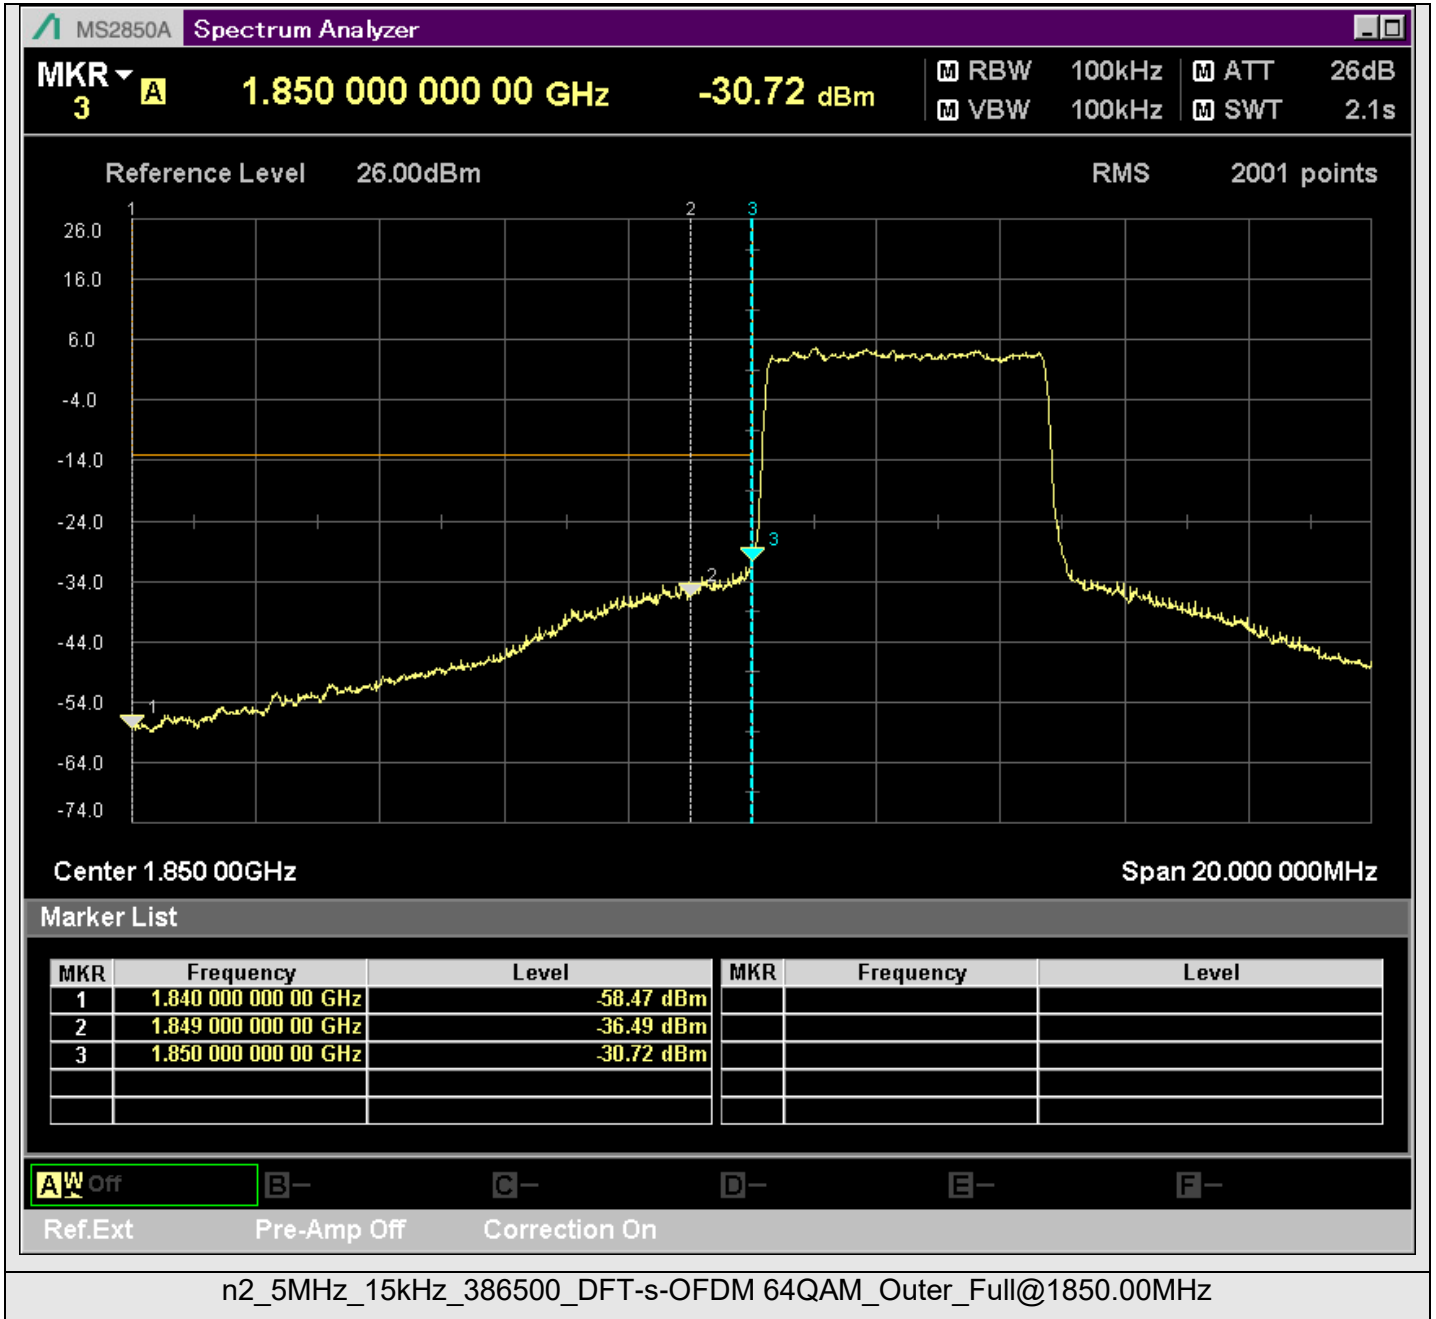 MS2850A Spectrum Analyzer
MKR 3 A 1.850 000 000 00 GHz -30.72 dBm
M RBW 100kHz M ATT 26dB
M VBW 100kHz M SWT 2.1s
Reference Level 26.00dBm RMS 2001 points
1 2 3
26.0
16.0
6.0
-4.0
-14.0
-24.0
3
-34.0
2
-44.0
-54.0
1
-64.0
-74.0
Center 1.850 00GHz Span 20.000 000MHz
Marker List
MKR Frequency Level MKR Frequency Level
1 1.840 000 000 00 GHz -58.47 dBm
2 1.849 000 000 00 GHz -36.49 dBm
3 1.850 000 000 00 GHz -30.72 dBm
A W Off B – C – D – E – F –
Ref.Ext Pre-Amp Off Correction On
n2_5MHz_15kHz_386500_DFT-s-OFDM 64QAM_Outer_Full@1850.00MHz